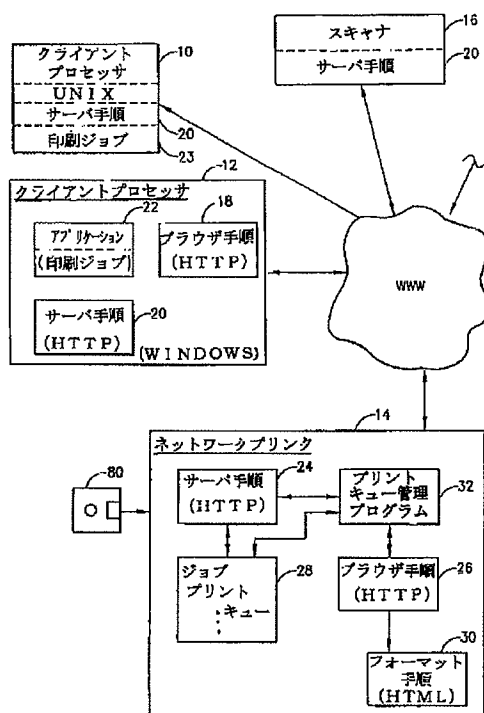 クライアント
プロセッサ
UNIX
サーバ手順
印刷ジョブ
10
20
23
スキャナ
サーバ手順
16
20
クライアントプロセッサ
12
アプリケーション
(印刷ジョブ)
22
ブラウザ手順
(HTTP)
18
サーバ手順
(HTTP)
20
(WINDOWS)
WWW
14
ネットワークプリンタ
80
サーバ手順
(HTTP)
24
プリント
キュー管理
プログラム
32
ジョブ
プリント
キュー
28
ブラウザ手順
(HTTP)
26
フォーマット
手順
(HTML)
30